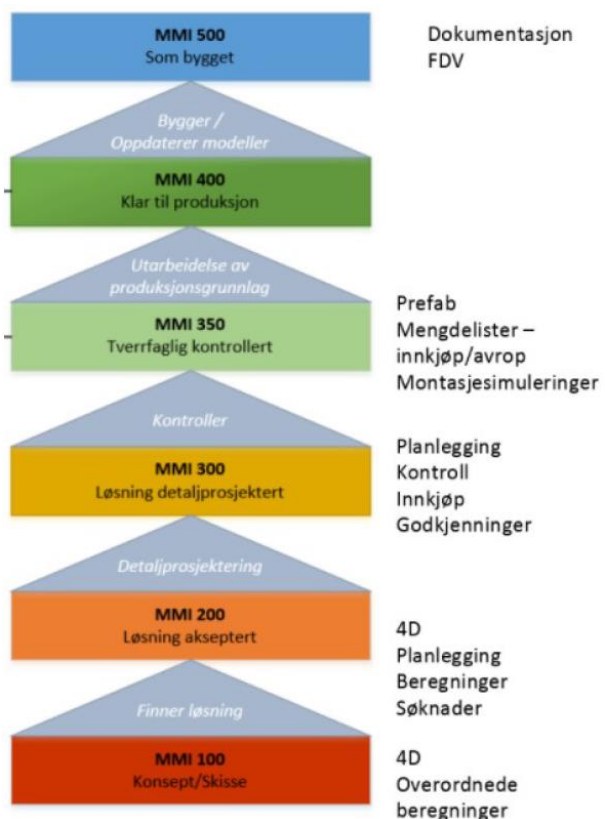 MMI 500
Som bygget
Dokumentasjon
FDV
Bygger /
Oppdaterer modeller
MMI 400
Klar til produksjon
Utarbeidelse av
produksjonsgrunnlag
MMI 350
Tverrfaglig kontrollert
Prefab
Mengdelister –
innkjøp/avrop
Montasjesimuleringer
Kontroller
MMI 300
Løsning detaljprosjektert
Planlegging
Kontroll
Innkjøp
Godkjenninger
Detaljprosjektering
MMI 200
Løsning akseptert
4D
Planlegging
Beregninger
Søknader
Finner løsning
MMI 100
Konsept/Skisse
4D
Overordnede
beregninger